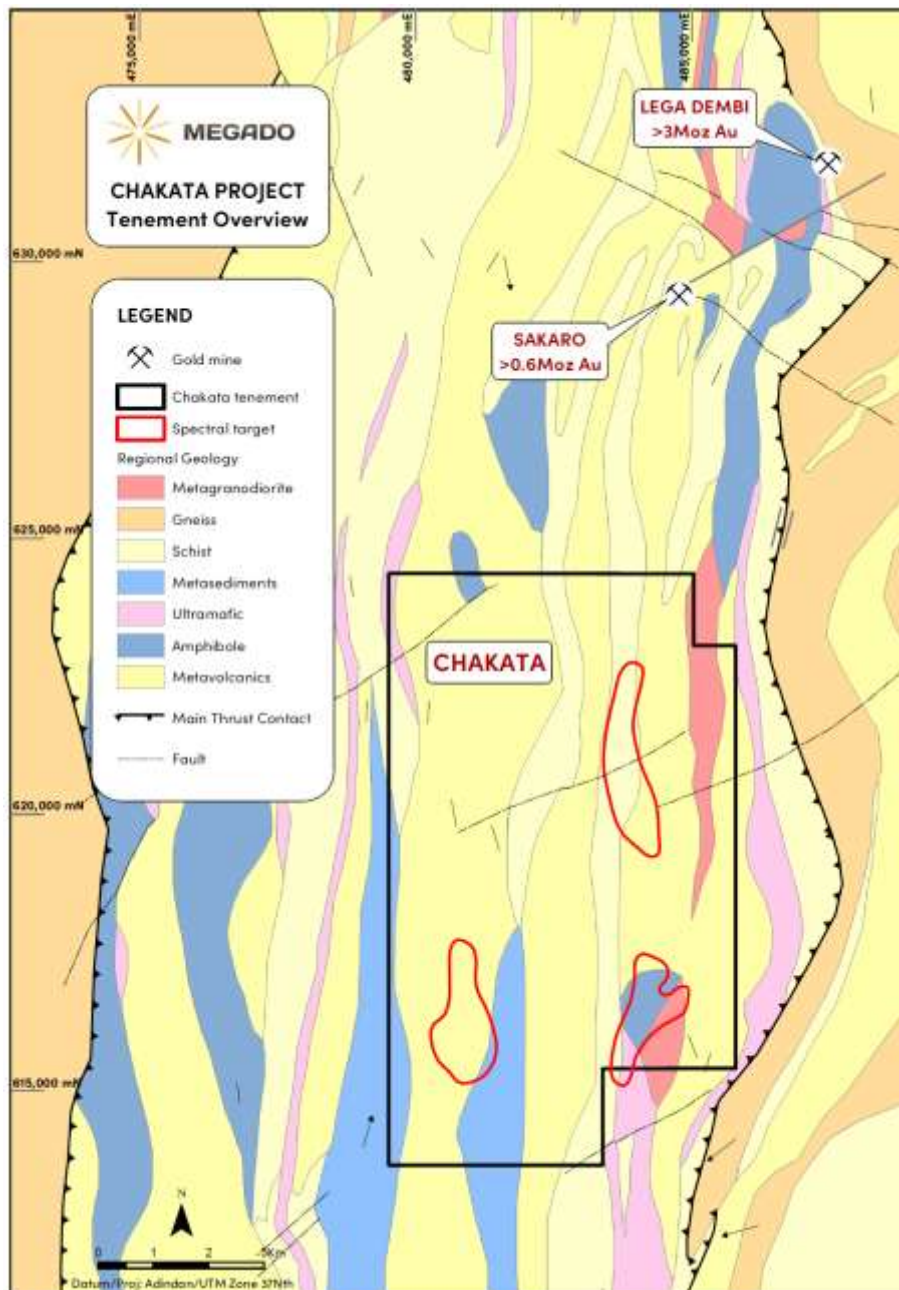 475,000 mE
480,000 mE
485,000 mE
MEGADO
CHAKATA PROJECT
Tenement Overview
LEGA DEMBI
>3Moz Au
630,000 mN
SAKARO
>0.6Moz Au
LEGEND
Gold mine
Chakata tenement
Spectral target
Regional Geology
Metagranodiorite
Gneiss
Schist
Metasediments
Ultramafic
Amphibole
Metavolcanics
Main Thrust Contact
Fault
625,000 mN
CHAKATA
620,000 mN
615,000 mN
N
0 1 2 3Km
Datum/Proj: Adindan/UTM Zone 37Nth